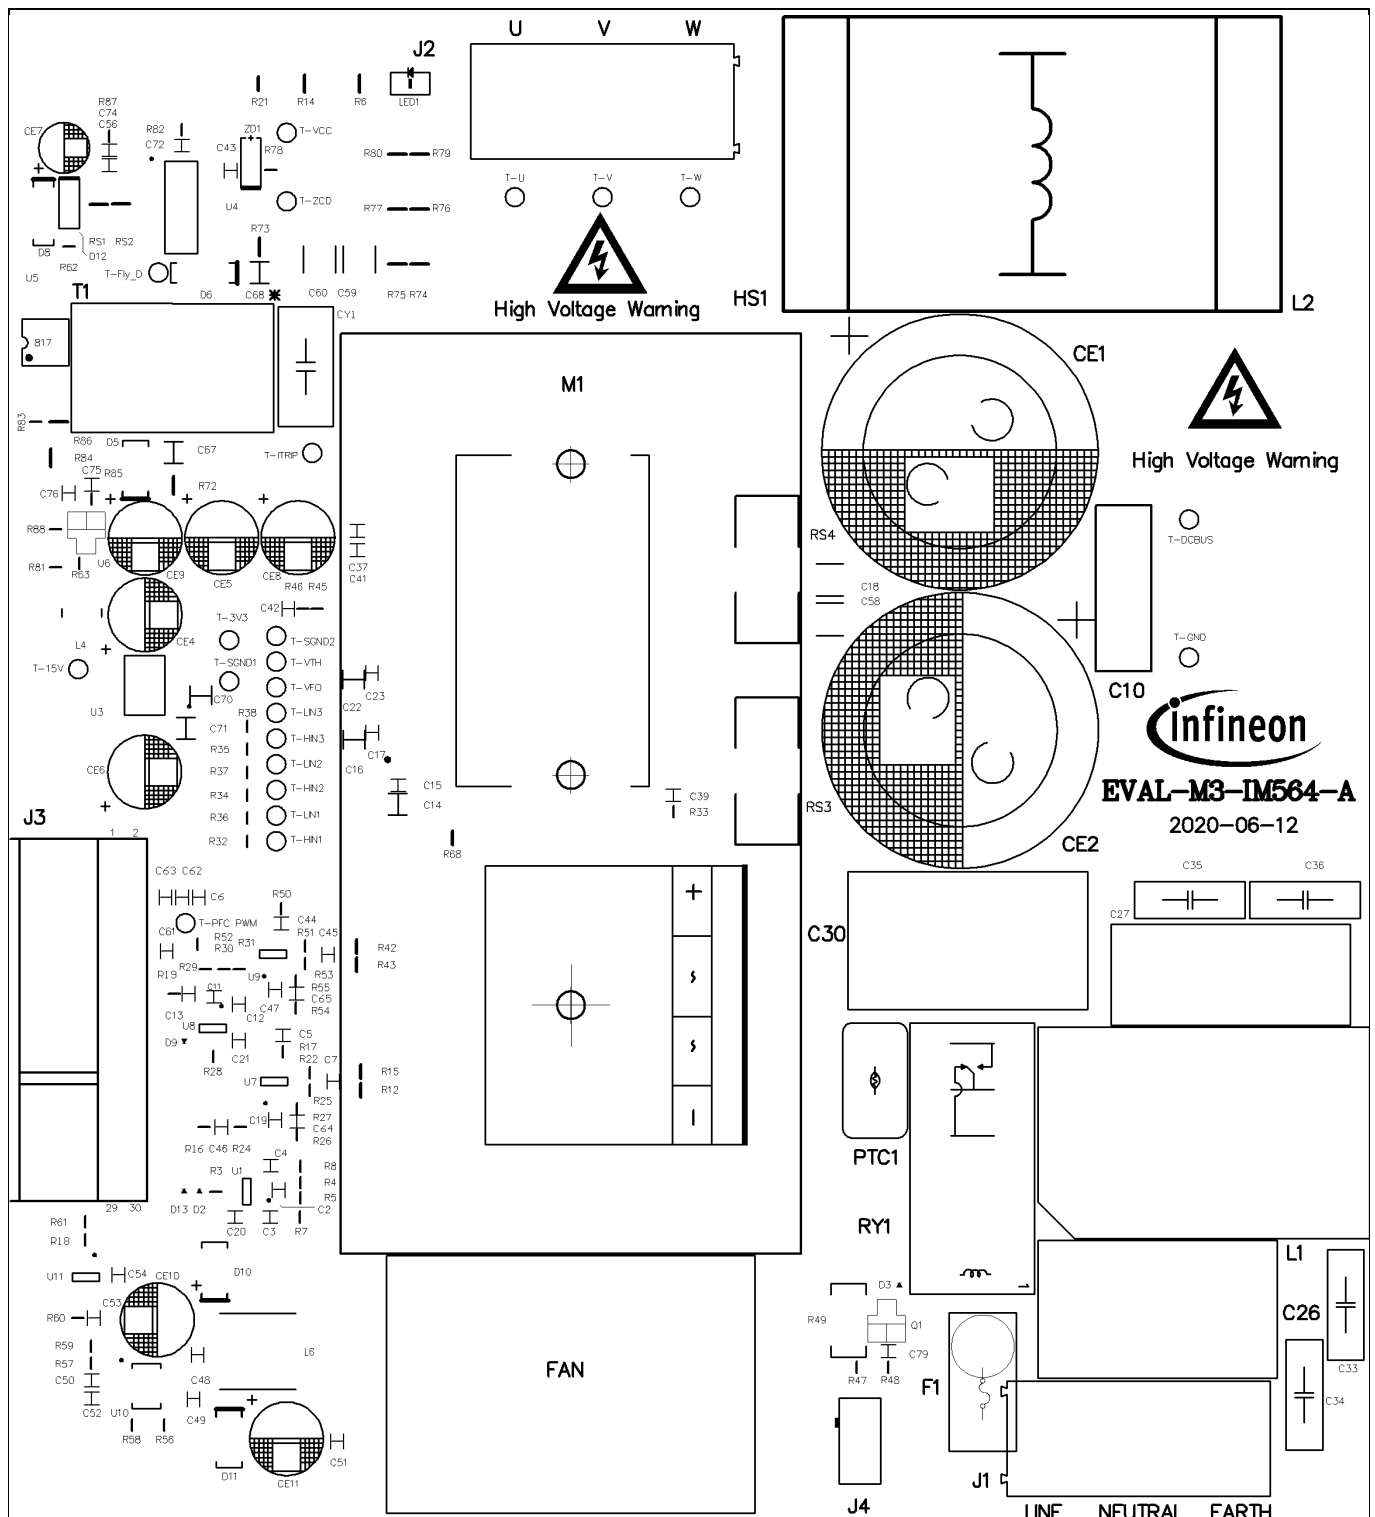 U V W
J2
R87
C74
C56
CE7
R82
C72
ZD1
T-VCC
R21 R14 R6 LED1
C43
R78
R80 R79
T-U T-V T-W
U4
T-ZCD
R77 R76
R73
RS1 RS2
D8
D12
R62
U5
T-Fly_D
D6 C68
C60 C59
R75 R74
High Voltage Warning
HS1
L2
T1
CY1
817
M1
CE1
High Voltage Warning
R83
R86 D5
R84
C67
T-ITRIP
C75
R85
C76
R72
R88
U6
R81 R63
CE9 CE5 CE8
C37
C41
R46 R45
RS4
C18
C58
T-DCBUS
C42
T-3V3
CE4
L4
T-15V
T-SGND1
T-SGND2
T-VTH
T-VFO
T-LIN3
T-HIN3
T-LIN2
T-HIN2
T-LIN1
T-HIN1
C23
C22
T-GND
C10
U3
C70
C71
R38
R35
R37
R34
R36
R32
C17
C16
CE6
C15
C14
C39
R33
RS3
R68
infineon
EVAL-M3-IM564-A
2020-06-12
CE2
J3
1 2
C63 C62
C6
R50
C44
T-PFC PWM
C61
R52
R30
R31
R51 C45
R42
R43
C35 C36
C27
C30
R19
R29
U9
R53
R55
C65
R54
C11
C13
C12
C47
U8
D9
C21
C5
R17
R22 C7
R28
U7
R15
R12
R25
C19
R27
C64
R26
R16 C46 R24
C4
R3 U1
R8
R4
R5
C2
D13 D2
C20 C3 R7
29 30
PTC1
RY1
1
R61
R18
U11
C54
CE10
D10
C53
R60
R59
R57
C50
C52
U10
C48
C49
R58 R56
L6
D11
CE11
C51
FAN
D3
R49
Q1
C79
R47 R48
L1
C26
C33
C34
F1
J4
J1
LINE NEUTRAL EARTH